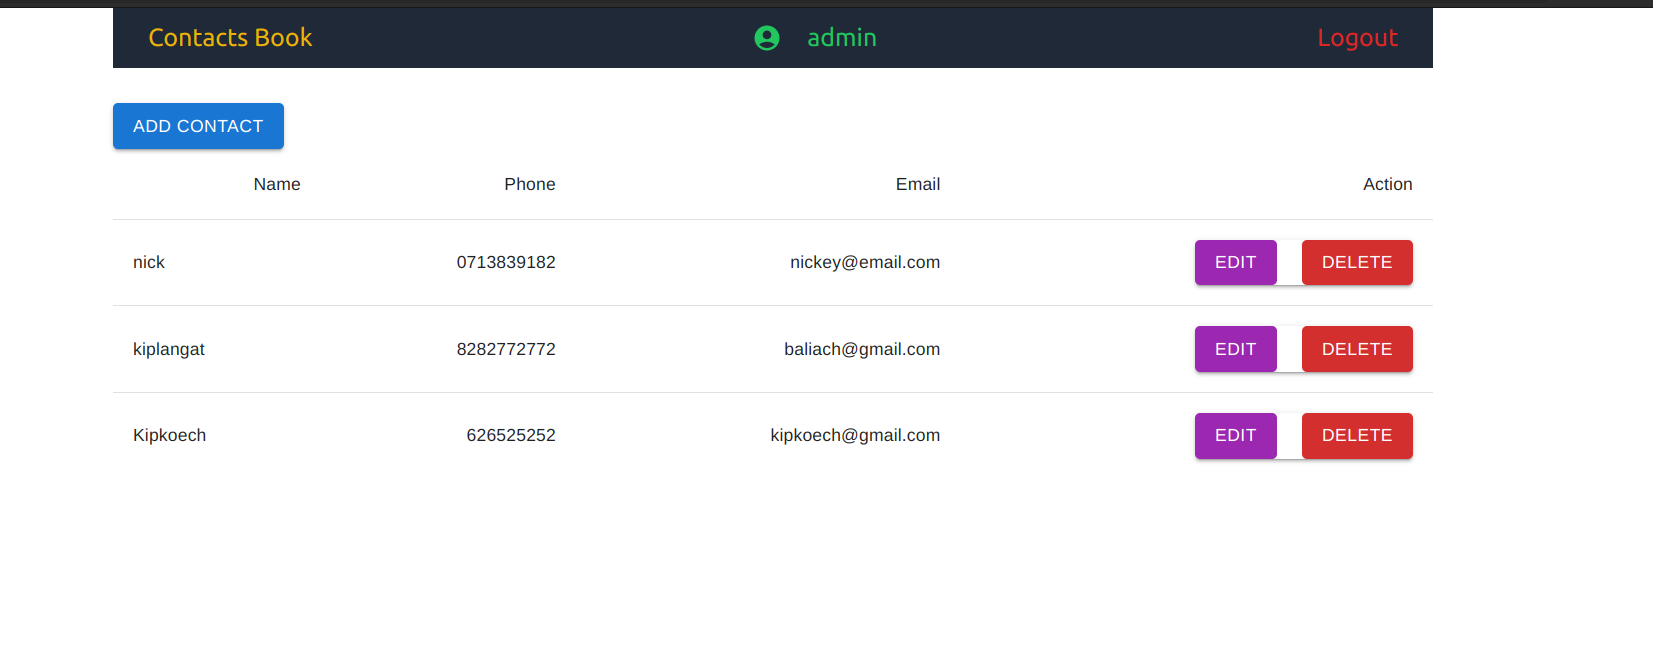 Contacts Book admin Logout
ADD CONTACT
Name Phone Email Action
nick 0713839182 nickey@email.com EDIT DELETE
kiplangat 8282772772 baliach@gmail.com EDIT DELETE
Kipkoech 626525252 kipkoech@gmail.com EDIT DELETE